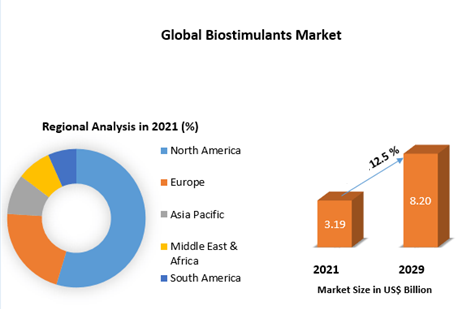 Global Biostimulants Market
Regional Analysis in 2021 (%)
North America
Europe
Asia Pacific
Middle East &
Africa
South America
12.5 %
3.19
8.20
2021
2029
Market Size in US$ Billion